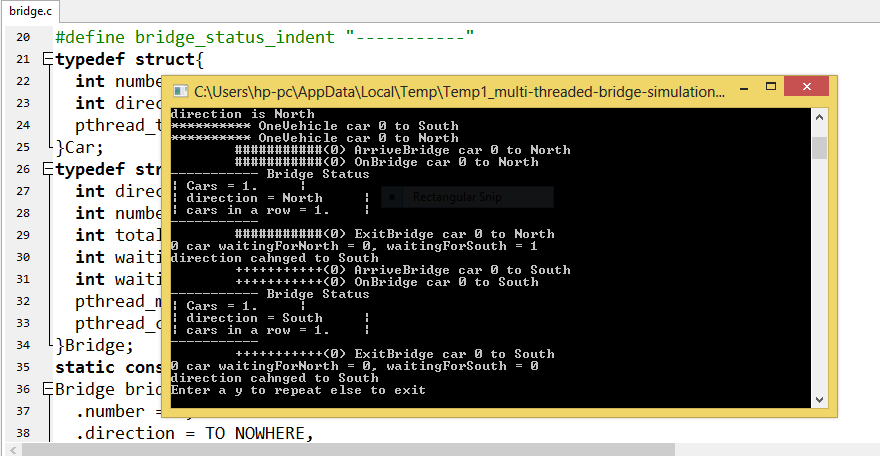 bridge.c
20 #define bridge_status_indent "-----------"
21 typedef struct{
22 int numbe
23 int direc
24 pthread_t
25 }Car;
26 typedef str
27 int direc
28 int numbe
29 int total
30 int waiti
31 int waiti
32 pthread_m
33 pthread_c
34 }Bridge;
35 static cons
36 Bridge brid
37 .number =
38 .direction = TO NOWHERE,
C:\Users\hp-pc\AppData\Local\Temp\Temp1_multi-threaded-bridge-simulation...
direction is North
********** OneVehicle car 0 to South
********** OneVehicle car 0 to North
###########(0) ArriveBridge car 0 to North
###########(0) OnBridge car 0 to North
----------- Bridge Status
¦ Cars = 1. ¦
¦ direction = North ¦
¦ cars in a row = 1. ¦
-----------
###########(0) ExitBridge car 0 to North
0 car waitingForNorth = 0, waitingForSouth = 1
direction cahnged to South
+++++++++++(0) ArriveBridge car 0 to South
+++++++++++(0) OnBridge car 0 to South
----------- Bridge Status
¦ Cars = 1. ¦
¦ direction = South ¦
¦ cars in a row = 1. ¦
-----------
+++++++++++(0) ExitBridge car 0 to South
0 car waitingForNorth = 0, waitingForSouth = 0
direction cahnged to South
Enter a y to repeat else to exit
Rectangular Snip